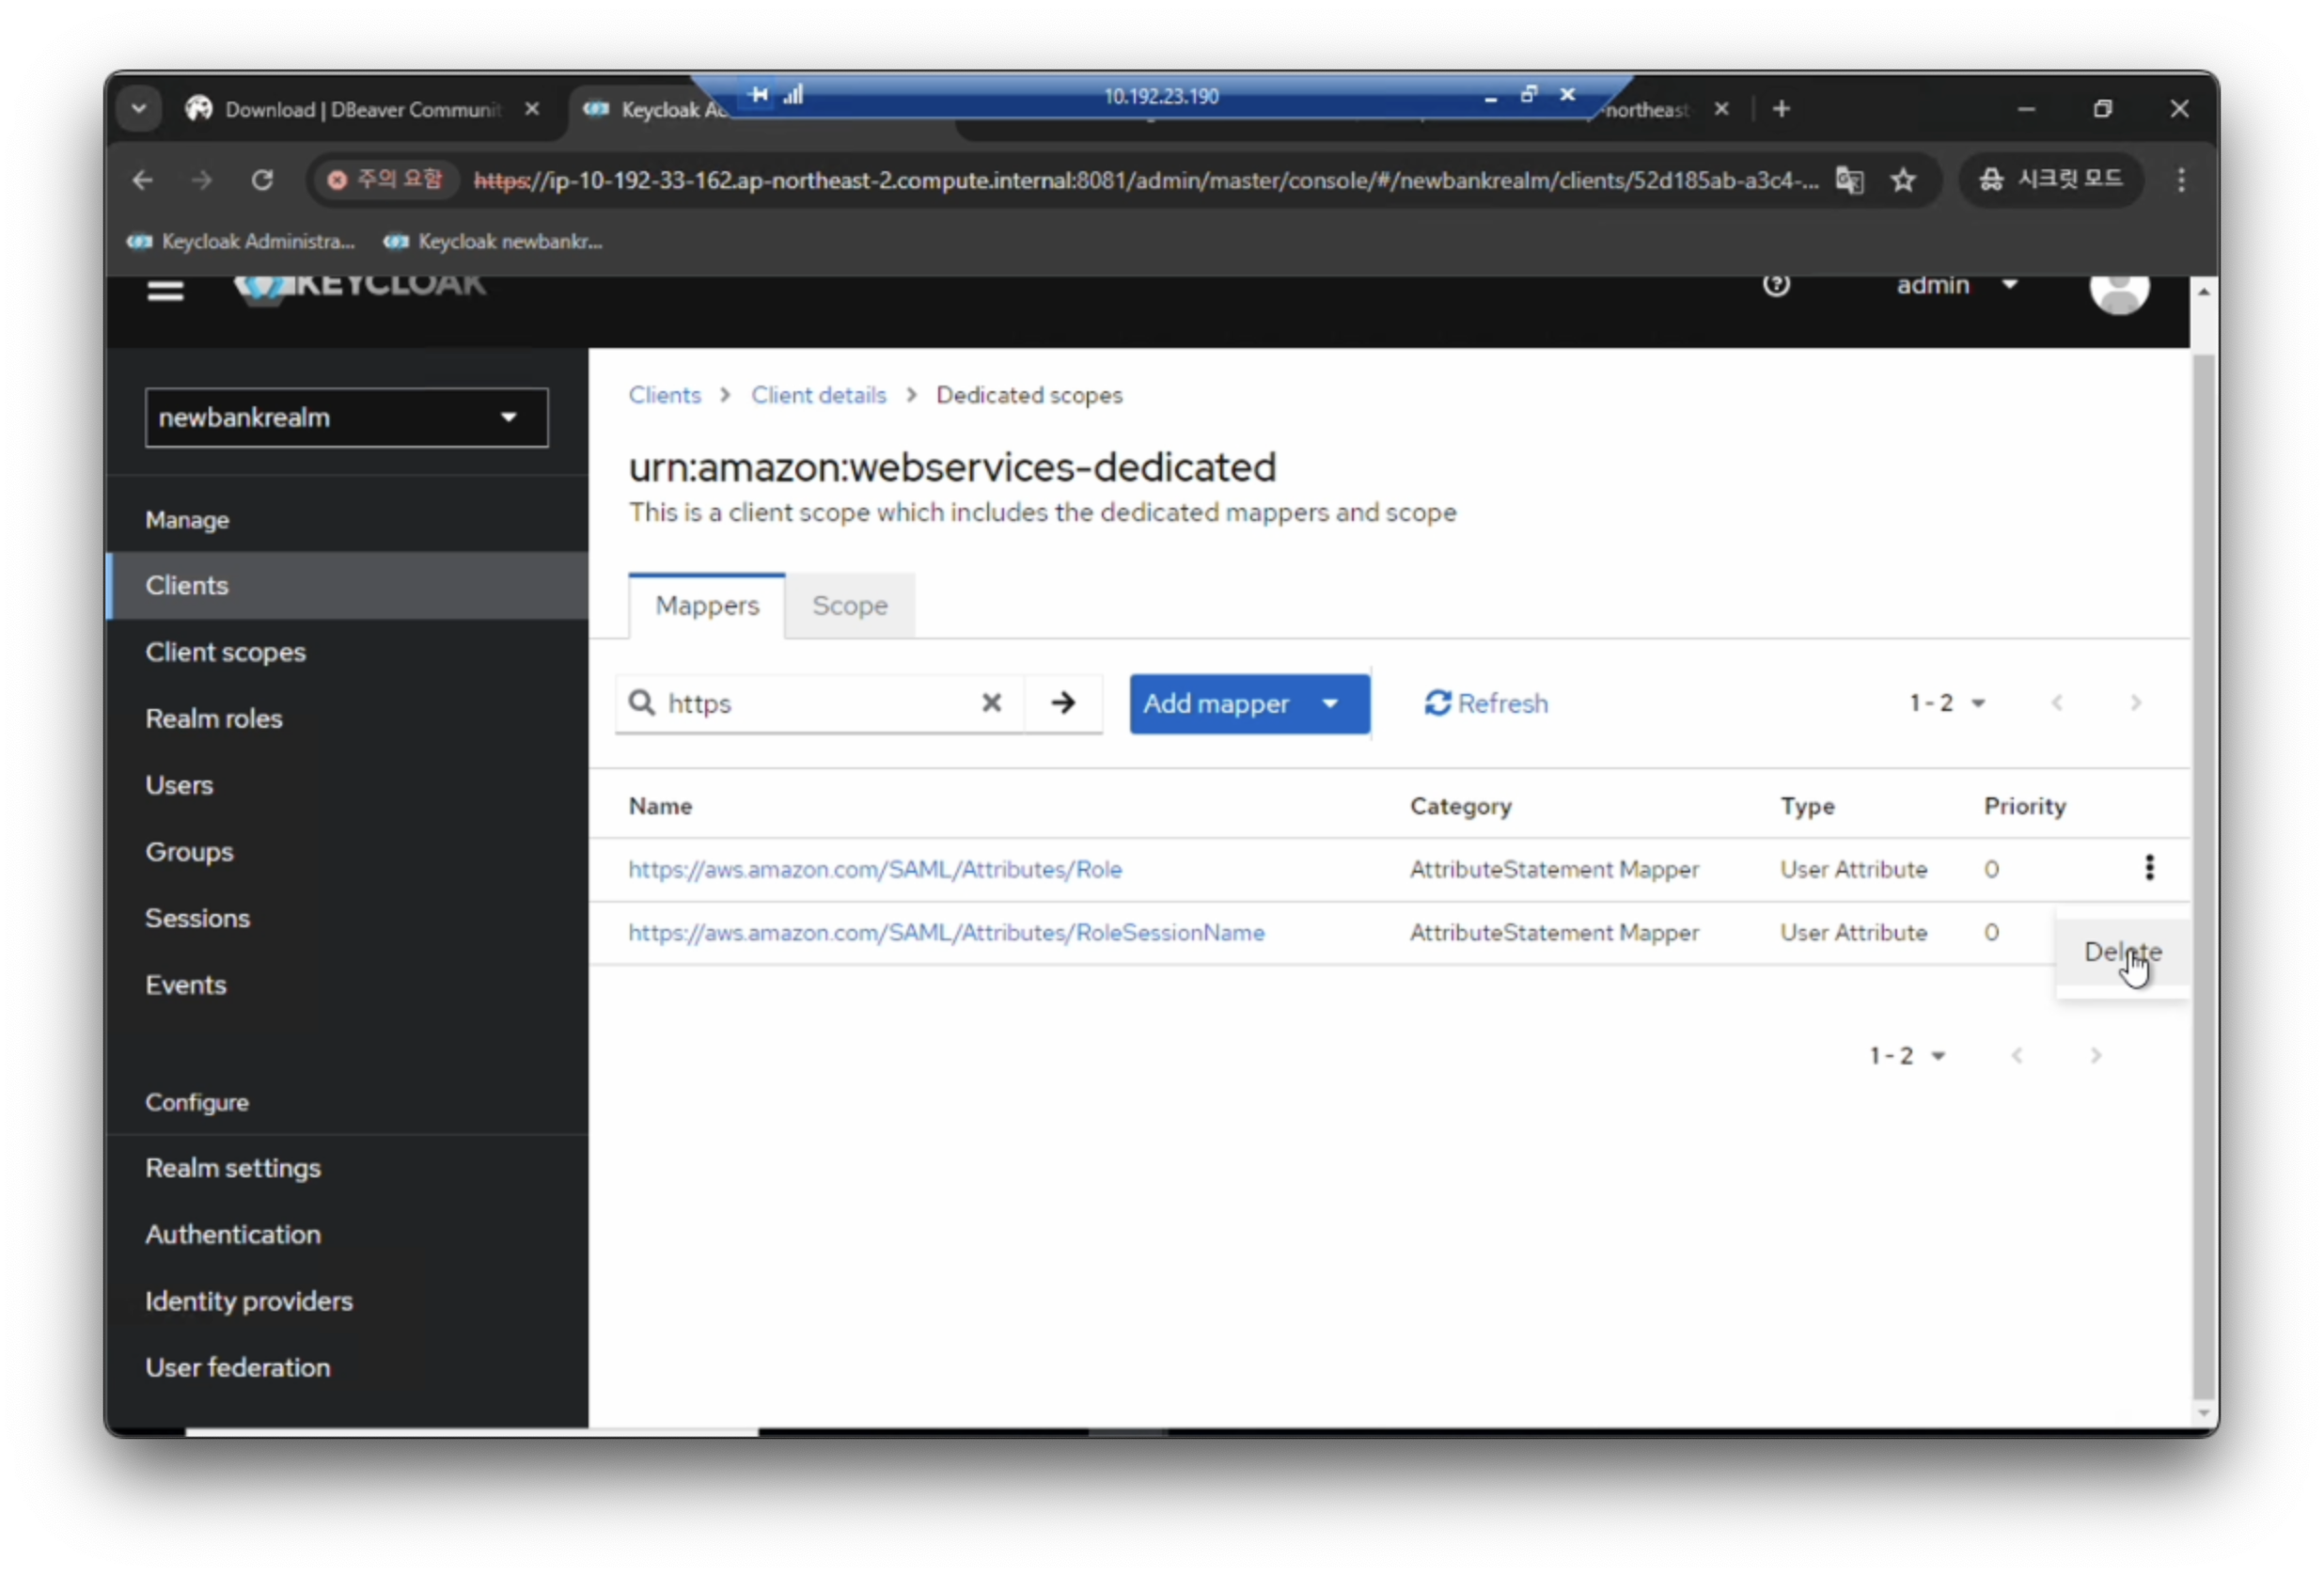 10.192.23.190
Download | DBeaver Communit
Keycloak Ad
-northeast
주의 요함 https://ip-10-192-33-162.ap-northeast-2.compute.internal:8081/admin/master/console/#/newbankrealm/clients/52d185ab-a3c4-... 시크릿 모드
Keycloak Administra... Keycloak newbankr...
KEYCLOAK
admin
newbankrealm
Manage
Clients
Client scopes
Realm roles
Users
Groups
Sessions
Events
Configure
Realm settings
Authentication
Identity providers
User federation
Clients > Client details > Dedicated scopes
urn:amazon:webservices-dedicated
This is a client scope which includes the dedicated mappers and scope
Mappers Scope
https Add mapper Refresh 1 - 2
Name Category Type Priority
https://aws.amazon.com/SAML/Attributes/Role AttributeStatement Mapper User Attribute 0
https://aws.amazon.com/SAML/Attributes/RoleSessionName AttributeStatement Mapper User Attribute 0
Delete
1 - 2